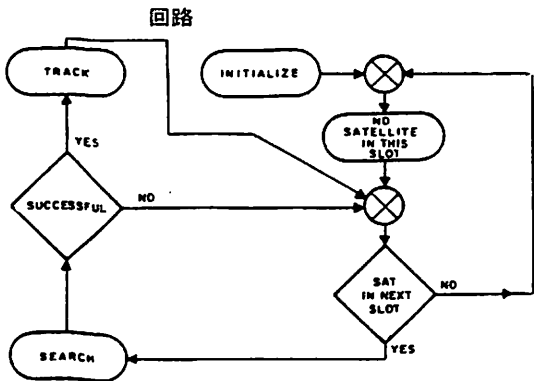 回路
TRACK
INITIALIZE
NO
SATELLITE
IN THIS
SLOT
YES
SUCCESSFUL
NO
SAT
IN NEXT
SLOT
NO
YES
SEARCH